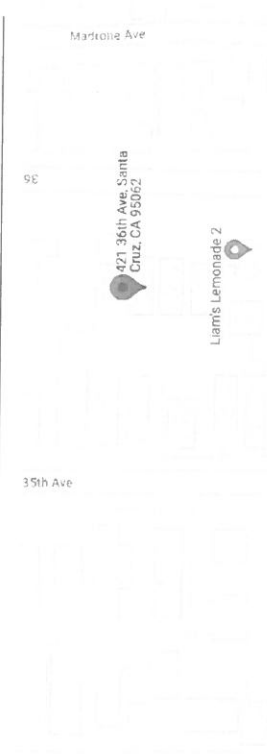 Madrone Ave
36
421 36th Ave, Santa
Cruz, CA 95062
Liam's Lemonade 2
35th Ave